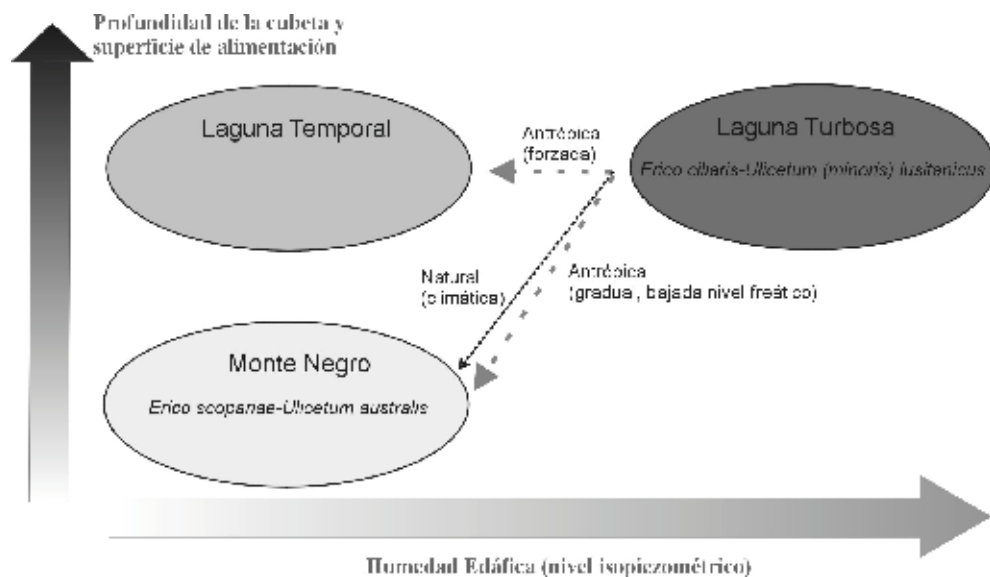 Profundidad de la cubeta y
superficie de alimentación
Laguna Temporal
Antrópica
(forzada)
Laguna Turbosa
Erico ciliaris-Ulicetum (minoris) lusitanicus
Natural
(climática)
Antrópica
(gradual, bajada nivel freático)
Monte Negro
Erico scopariae-Ulicetum australis
Humedad Edáfica (nivel isopiezométrico)